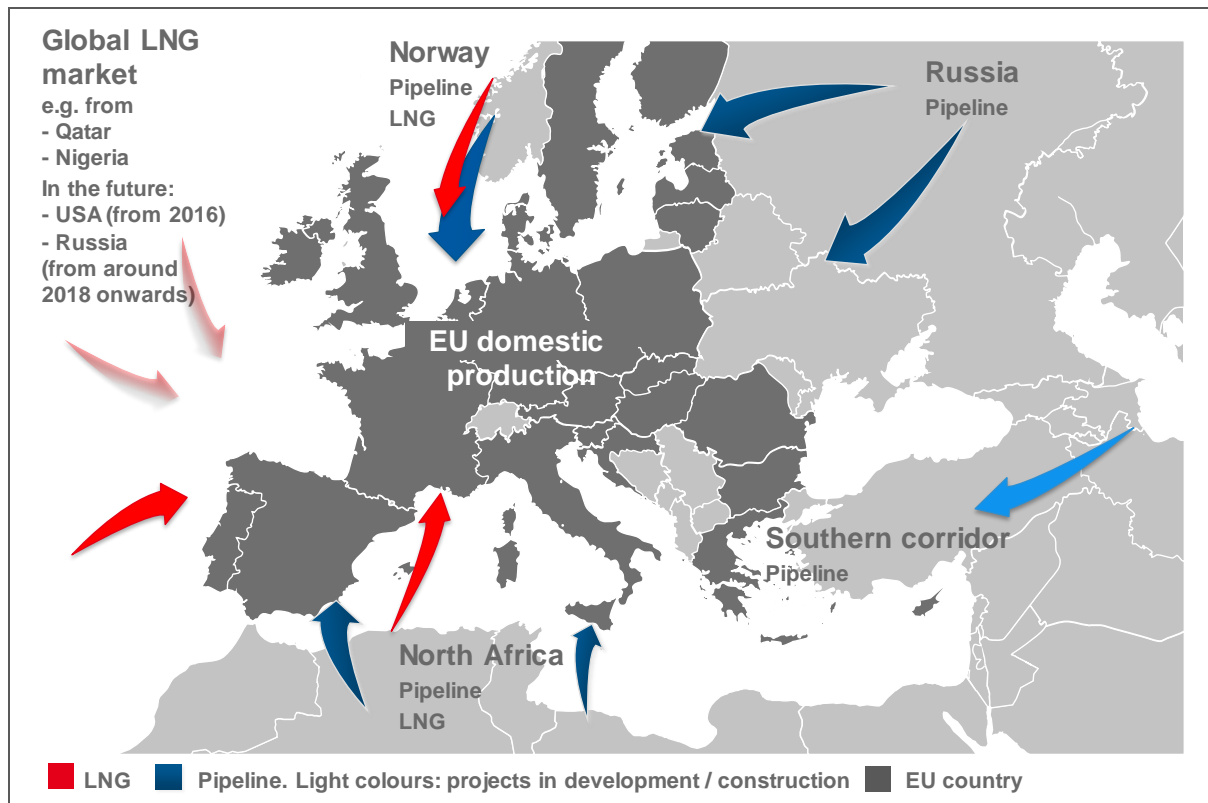 Global LNG
market
e.g. from
- Qatar
- Nigeria
In the future:
- USA (from 2016)
- Russia
(from around
2018 onwards)
Norway
Pipeline
LNG
Russia
Pipeline
EU domestic
production
Southern corridor
Pipeline
North Africa
Pipeline
LNG
LNG
Pipeline. Light colours: projects in development / construction
EU country